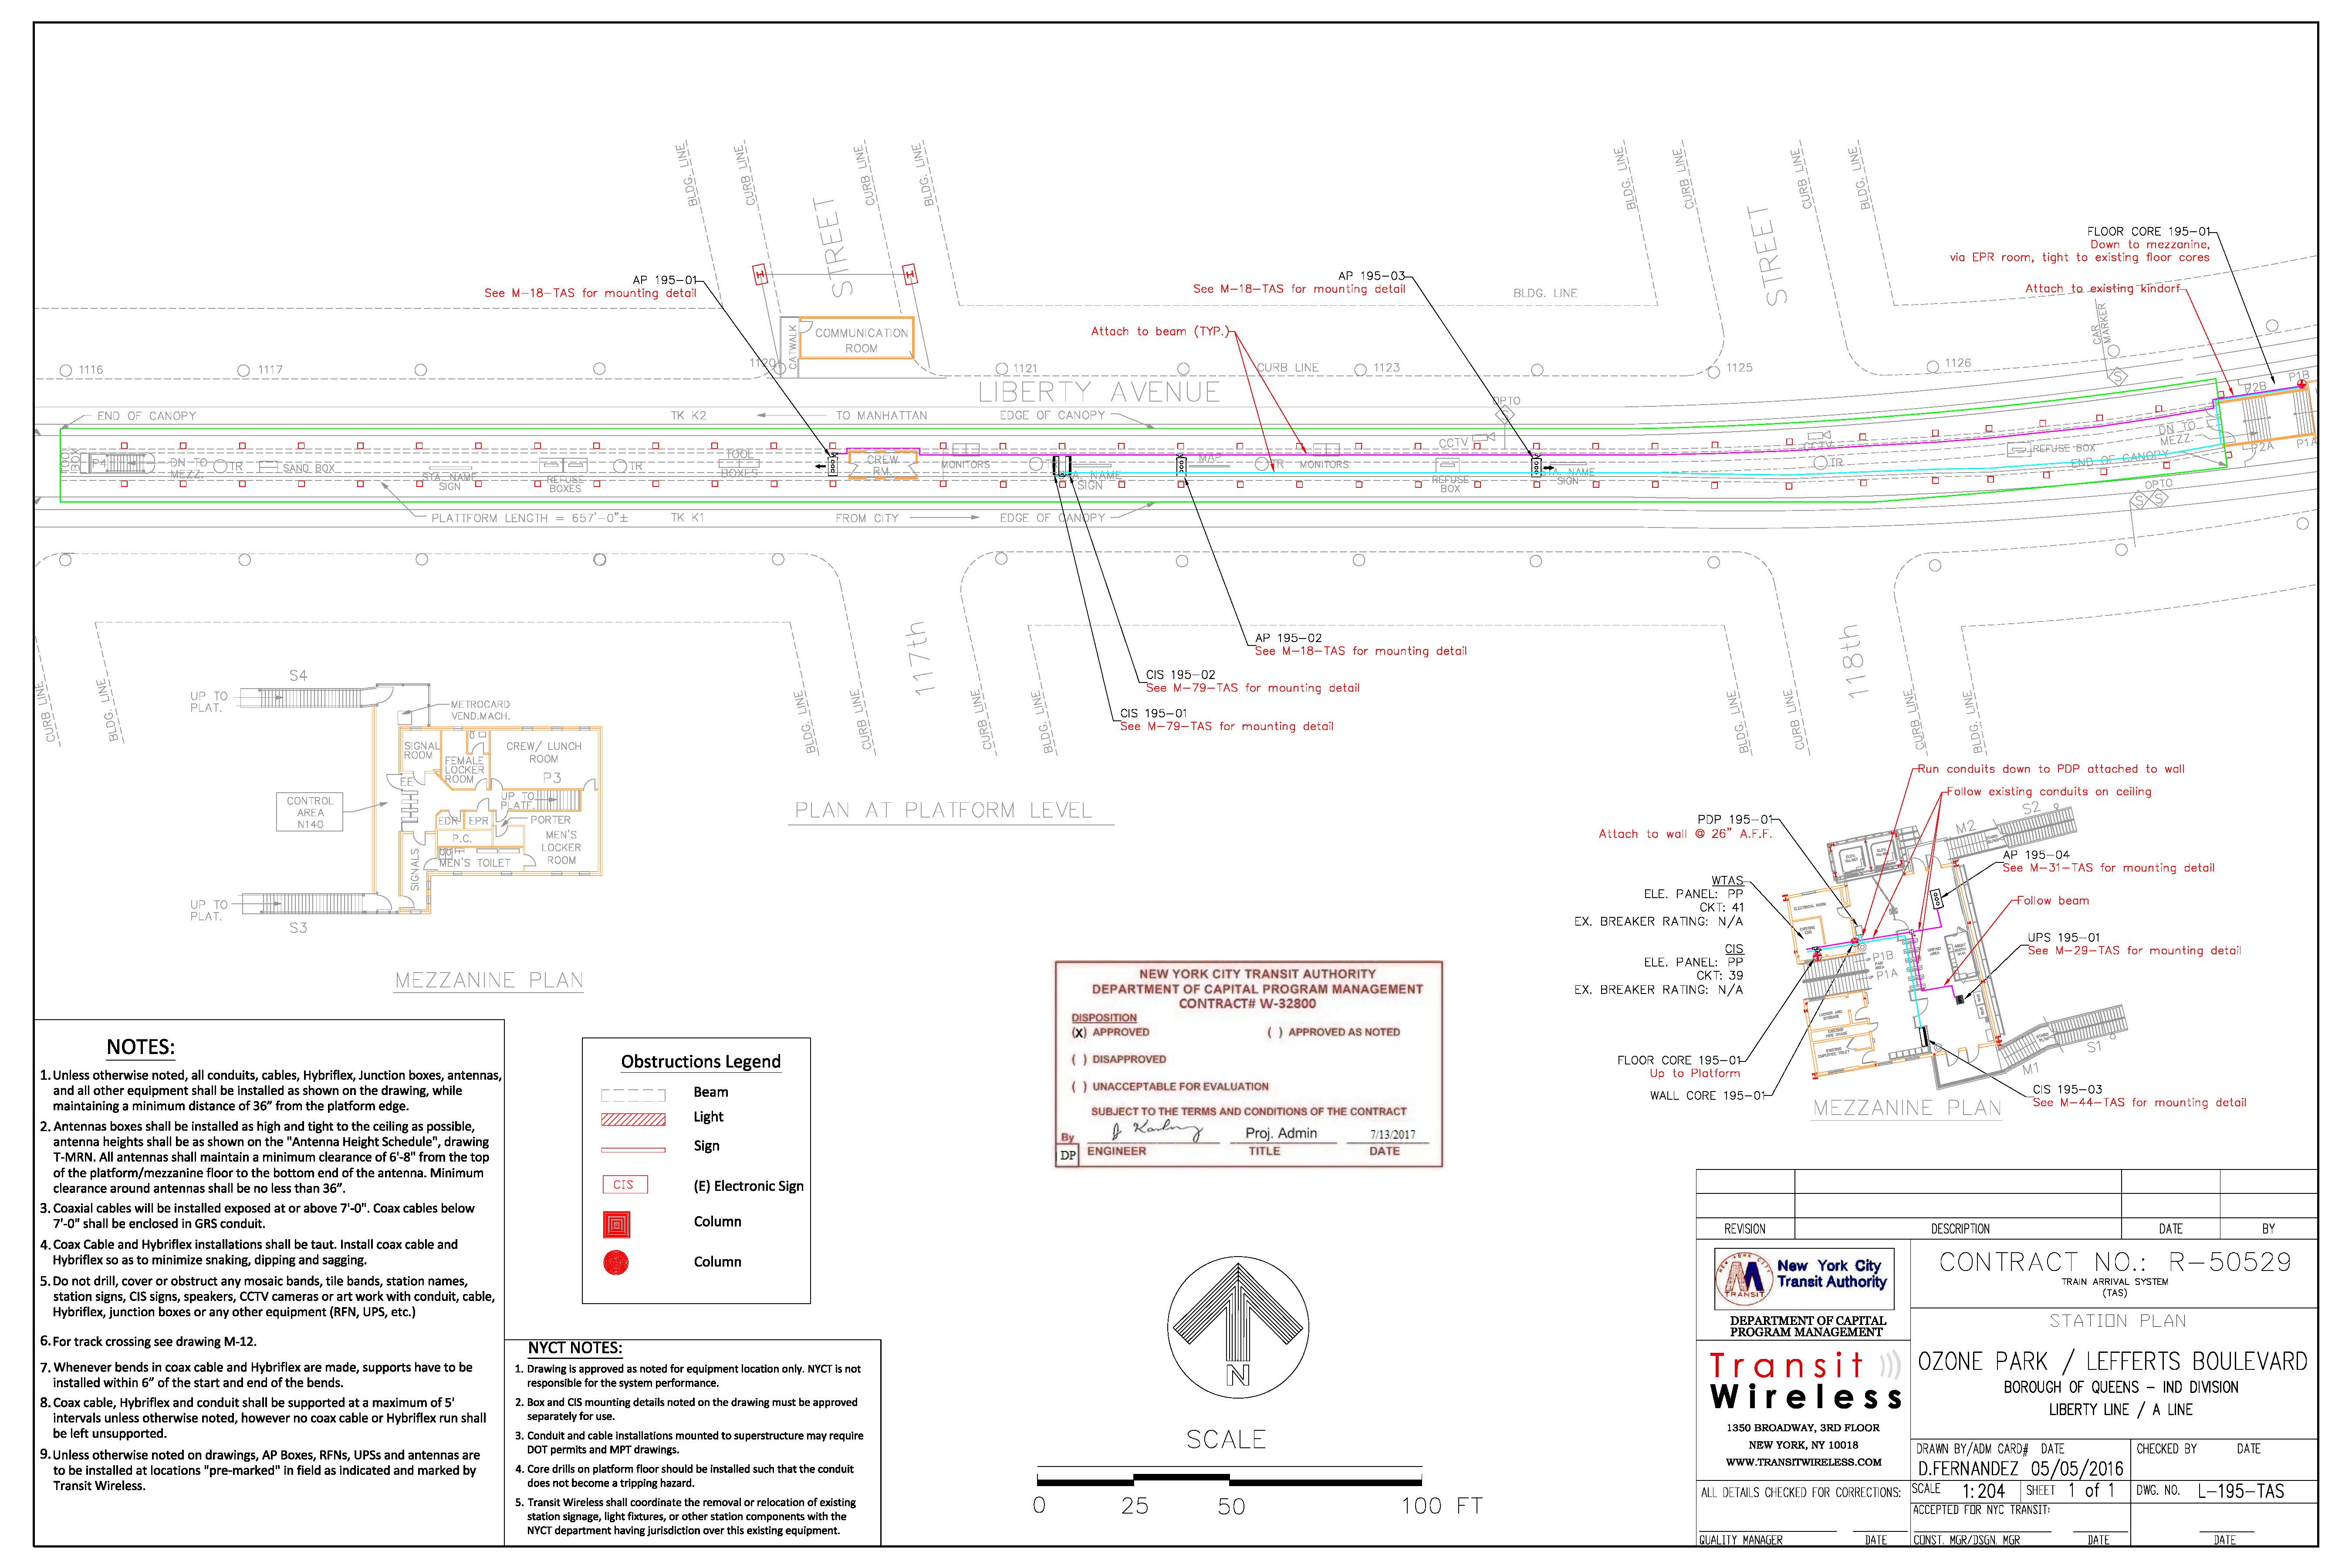 BLDG. LINE
CURB LINE
CURB LINE
BLDG. LINE
STREET
BLDG. LINE
CURB LINE
CURB LINE
BLDG. LINE
STREET
FLOOR CORE 195-01
Down to mezzanine,
via EPR room, tight to existing floor cores
Attach to existing kindorf
AP 195-01
See M-18-TAS for mounting detail
H
H
AP 195-03
See M-18-TAS for mounting detail
BLDG. LINE
Attach to beam (TYP.)
CAR
MARKER
CATWALK
COMMUNICATION
ROOM
1116
1117
1120
1121
CURB LINE
1123
1125
1126
S
P2B
P1B
LIBERTY AVENUE
END OF CANOPY
TK K2
TO MANHATTAN
EDGE OF CANOPY
OPTO
S
TOOL
BOX
P4
DN TO
MEZZ.
TR
SAND BOX
STA. NAME
SIGN
REFUSE
BOXES
TR
TOOL
BOXES
CREW
RM.
MONITORS
STA. NAME
SIGN
MAP
TR
MONITORS
CCTV
REFUSE
BOX
STA. NAME
SIGN
CCTV
TR
REFUSE BOX
END OF CANOPY
DN TO
MEZZ.
P2A
P1A
OPTO
S
S
PLATTFORM LENGTH = 657'-0"±
TK K1
FROM CITY
EDGE OF CANOPY
CURB LINE
BLDG. LINE
117th
BLDG. LINE
CURB LINE
CURB LINE
BLDG. LINE
118th
BLDG. LINE
CURB LINE
CURB LINE
BLDG. LINE
AP 195-02
See M-18-TAS for mounting detail
CIS 195-02
See M-79-TAS for mounting detail
CIS 195-01
See M-79-TAS for mounting detail
PLAN AT PLATFORM LEVEL
S4
UP TO
PLAT.
METROCARD
VEND.MACH.
SIGNAL
ROOM
FEMALE
LOCKER
ROOM
CREW/ LUNCH
ROOM
P3
EE
CONTROL
AREA
N140
UP TO
PLATF.
EDR
EPR
PORTER
P.C.
MEN'S
LOCKER
ROOM
MEN'S TOILET
SIGNALS
UP TO
PLAT.
S3
MEZZANINE PLAN
Run conduits down to PDP attached to wall
Follow existing conduits on ceiling
PDP 195-01
Attach to wall @ 26" A.F.F.
S2
M2
AP 195-04
See M-31-TAS for mounting detail
WTAS
ELE. PANEL: PP
CKT: 41
EX. BREAKER RATING: N/A
ELECTRICAL ROOM
Follow beam
UPS 195-01
See M-29-TAS for mounting detail
CIS
ELE. PANEL: PP
CKT: 39
EX. BREAKER RATING: N/A
P1B
P1A
FLOOR CORE 195-01
Up to Platform
WALL CORE 195-01
S1
M1
CIS 195-03
See M-44-TAS for mounting detail
MEZZANINE PLAN
NEW YORK CITY TRANSIT AUTHORITY
DEPARTMENT OF CAPITAL PROGRAM MANAGEMENT
CONTRACT# W-32800
DISPOSITION
(X) APPROVED
( ) APPROVED AS NOTED
( ) DISAPPROVED
( ) UNACCEPTABLE FOR EVALUATION
SUBJECT TO THE TERMS AND CONDITIONS OF THE CONTRACT
By
DP
Proj. Admin
7/13/2017
ENGINEER
TITLE
DATE
NOTES:
1. Unless otherwise noted, all conduits, cables, Hybriflex, Junction boxes, antennas,
and all other equipment shall be installed as shown on the drawing, while
maintaining a minimum distance of 36" from the platform edge.
2. Antennas boxes shall be installed as high and tight to the ceiling as possible,
antenna heights shall be as shown on the "Antenna Height Schedule", drawing
T-MRN. All antennas shall maintain a minimum clearance of 6'-8" from the top
of the platform/mezzanine floor to the bottom end of the antenna. Minimum
clearance around antennas shall be no less than 36".
3. Coaxial cables will be installed exposed at or above 7'-0". Coax cables below
7'-0" shall be enclosed in GRS conduit.
4. Coax Cable and Hybriflex installations shall be taut. Install coax cable and
Hybriflex so as to minimize snaking, dipping and sagging.
5. Do not drill, cover or obstruct any mosaic bands, tile bands, station names,
station signs, CIS signs, speakers, CCTV cameras or art work with conduit, cable,
Hybriflex, junction boxes or any other equipment (RFN, UPS, etc.)
6. For track crossing see drawing M-12.
7. Whenever bends in coax cable and Hybriflex are made, supports have to be
installed within 6" of the start and end of the bends.
8. Coax cable, Hybriflex and conduit shall be supported at a maximum of 5'
intervals unless otherwise noted, however no coax cable or Hybriflex run shall
be left unsupported.
9. Unless otherwise noted on drawings, AP Boxes, RFNs, UPSs and antennas are
to be installed at locations "pre-marked" in field as indicated and marked by
Transit Wireless.
Obstructions Legend
Beam
Light
Sign
CIS
(E) Electronic Sign
Column
Column
NYCT NOTES:
1. Drawing is approved as noted for equipment location only. NYCT is not
responsible for the system performance.
2. Box and CIS mounting details noted on the drawing must be approved
separately for use.
3. Conduit and cable installations mounted to superstructure may require
DOT permits and MPT drawings.
4. Core drills on platform floor should be installed such that the conduit
does not become a tripping hazard.
5. Transit Wireless shall coordinate the removal or relocation of existing
station signage, light fixtures, or other station components with the
NYCT department having jurisdiction over this existing equipment.
N
SCALE
0 25 50 100 FT
REVISION
DESCRIPTION
DATE
BY
TRANSIT
New York City
Transit Authority
DEPARTMENT OF CAPITAL
PROGRAM MANAGEMENT
Transit
Wireless
1350 BROADWAY, 3RD FLOOR
NEW YORK, NY 10018
WWW.TRANSITWIRELESS.COM
ALL DETAILS CHECKED FOR CORRECTIONS:
QUALITY MANAGER
DATE
CONTRACT NO.: R-50529
TRAIN ARRIVAL SYSTEM
(TAS)
STATION PLAN
OZONE PARK / LEFFERTS BOULEVARD
BOROUGH OF QUEENS - IND DIVISION
LIBERTY LINE / A LINE
DRAWN BY/ADM CARD# DATE
D.FERNANDEZ 05/05/2016
CHECKED BY
DATE
SCALE 1:204
SHEET 1 of 1
DWG. NO. L-195-TAS
ACCEPTED FOR NYC TRANSIT:
CONST. MGR/DSGN. MGR
DATE
DATE